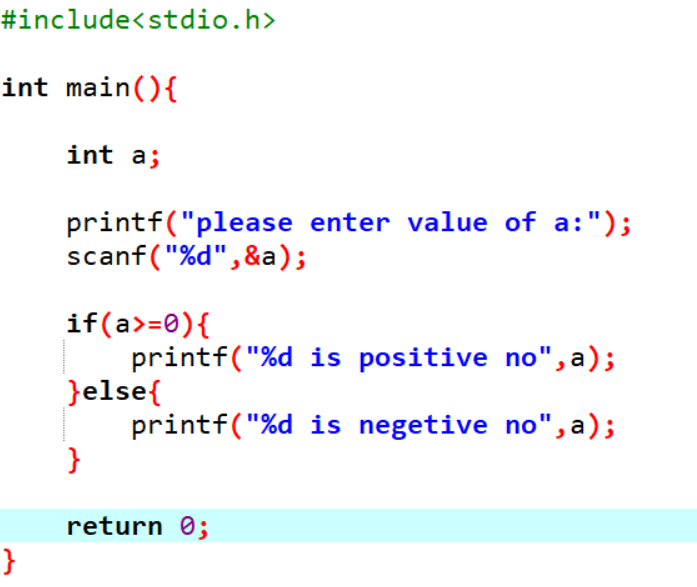 #include<stdio.h>
int main(){
int a;
printf("please enter value of a:");
scanf("%d",&a);
if(a>=0){
printf("%d is positive no",a);
}else{
printf("%d is negetive no",a);
}
return 0;
}